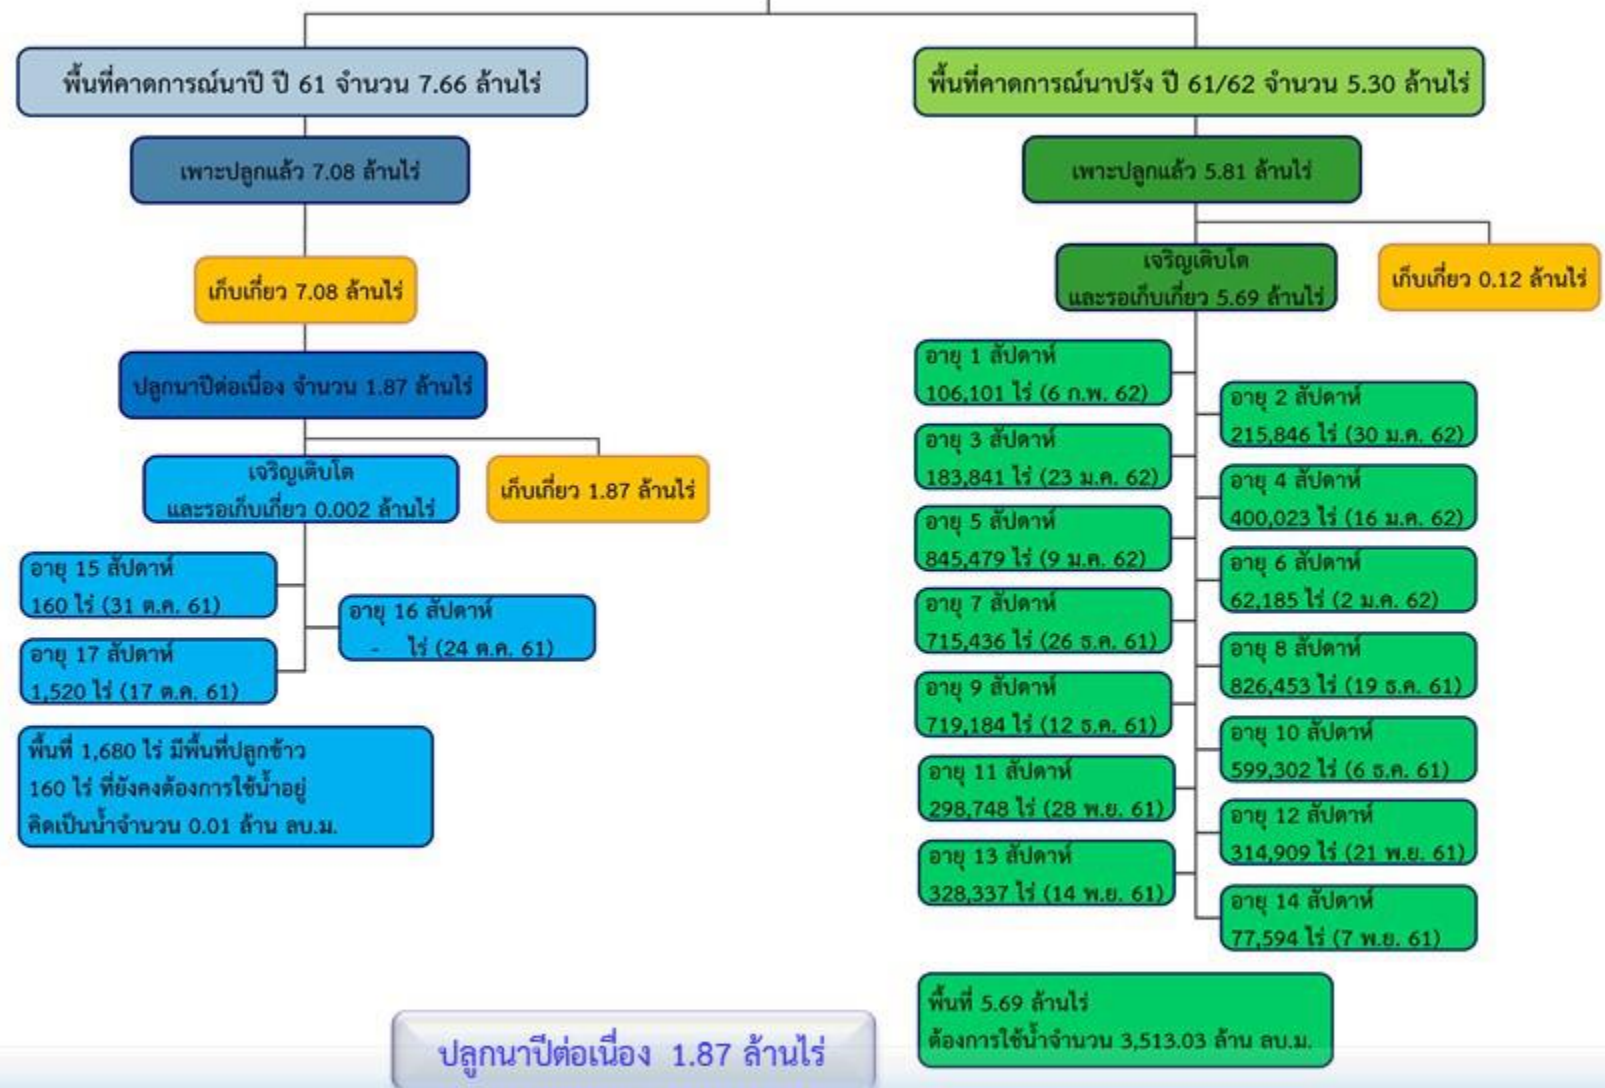 พื้นที่คาดการณ์นาปี ปี 61 จำนวน 7.66 ล้านไร่
เพาะปลูกแล้ว 7.08 ล้านไร่
เก็บเกี่ยว 7.08 ล้านไร่
ปลูกนาปีต่อเนื่อง จำนวน 1.87 ล้านไร่
เจริญเติบโต
และรอเก็บเกี่ยว 0.002 ล้านไร่
เก็บเกี่ยว 1.87 ล้านไร่
อายุ 15 สัปดาห์
160 ไร่ (31 ต.ค. 61)
อายุ 16 สัปดาห์
- ไร่ (24 ต.ค. 61)
อายุ 17 สัปดาห์
1,520 ไร่ (17 ต.ค. 61)
พื้นที่ 1,680 ไร่ มีพื้นที่ปลูกข้าว
160 ไร่ ที่ยังคงต้องการใช้น้ำอยู่
คิดเป็นน้ำจำนวน 0.01 ล้าน ลบ.ม.
พื้นที่คาดการณ์นาปรัง ปี 61/62 จำนวน 5.30 ล้านไร่
เพาะปลูกแล้ว 5.81 ล้านไร่
เจริญเติบโต
และรอเก็บเกี่ยว 5.69 ล้านไร่
เก็บเกี่ยว 0.12 ล้านไร่
อายุ 1 สัปดาห์
106,101 ไร่ (6 ก.พ. 62)
อายุ 2 สัปดาห์
215,846 ไร่ (30 ม.ค. 62)
อายุ 3 สัปดาห์
183,841 ไร่ (23 ม.ค. 62)
อายุ 4 สัปดาห์
400,023 ไร่ (16 ม.ค. 62)
อายุ 5 สัปดาห์
845,479 ไร่ (9 ม.ค. 62)
อายุ 6 สัปดาห์
62,185 ไร่ (2 ม.ค. 62)
อายุ 7 สัปดาห์
715,436 ไร่ (26 ธ.ค. 61)
อายุ 8 สัปดาห์
826,453 ไร่ (19 ธ.ค. 61)
อายุ 9 สัปดาห์
719,184 ไร่ (12 ธ.ค. 61)
อายุ 10 สัปดาห์
599,302 ไร่ (6 ธ.ค. 61)
อายุ 11 สัปดาห์
298,748 ไร่ (28 พ.ย. 61)
อายุ 12 สัปดาห์
314,909 ไร่ (21 พ.ย. 61)
อายุ 13 สัปดาห์
328,337 ไร่ (14 พ.ย. 61)
อายุ 14 สัปดาห์
77,594 ไร่ (7 พ.ย. 61)
พื้นที่ 5.69 ล้านไร่
ต้องการใช้น้ำจำนวน 3,513.03 ล้าน ลบ.ม.
ปลูกนาปีต่อเนื่อง 1.87 ล้านไร่